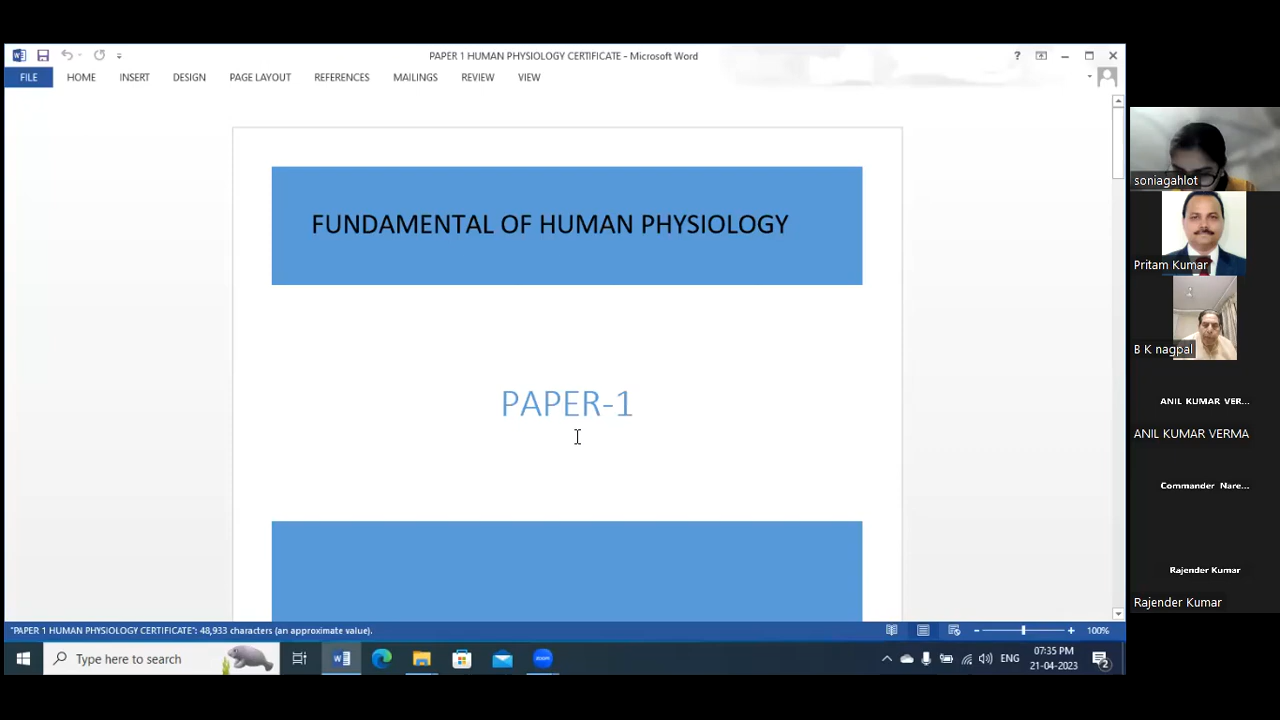 PAPER 1 HUMAN PHYSIOLOGY CERTIFICATE - Microsoft Word
?
FILE HOME INSERT DESIGN PAGE LAYOUT REFERENCES MAILINGS REVIEW VIEW
FUNDAMENTAL OF HUMAN PHYSIOLOGY
PAPER-1
"PAPER 1 HUMAN PHYSIOLOGY CERTIFICATE": 48,933 characters (an approximate value).
100%
Type here to search
ENG
07:35 PM
21-04-2023
2
soniagahlot
Pritam Kumar
B K nagpal
ANIL KUMAR VER...
ANIL KUMAR VERMA
Commander Nare...
Rajender Kumar
Rajender Kumar